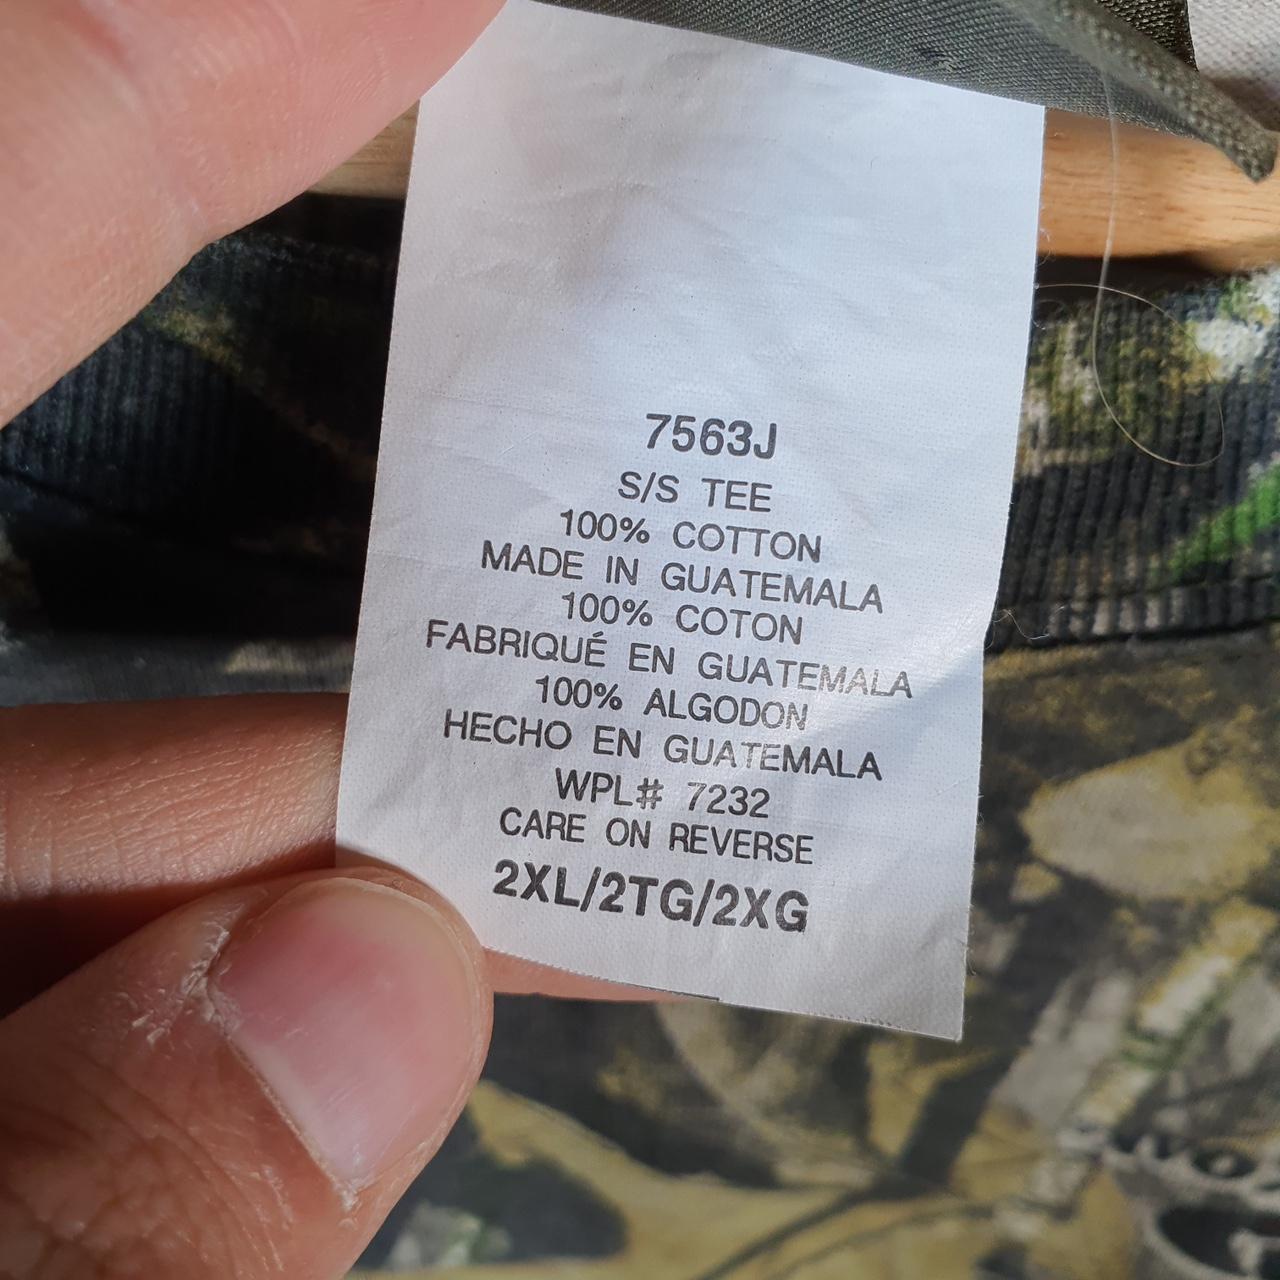 7563J
S/S TEE
100% COTTON
MADE IN GUATEMALA
100% COTON
FABRIQUÉ EN GUATEMALA
100% ALGODON
HECHO EN GUATEMALA
WPL# 7232
CARE ON REVERSE
2XL/2TG/2XG